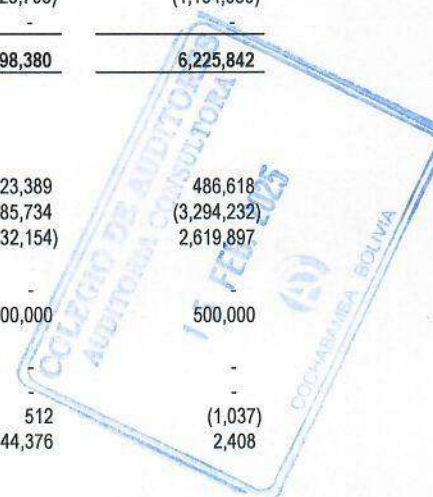 98,380 6,225,842
23,389 486,618
85,734 (3,294,232)
32,154) 2,619,897
- -
00,000 500,000
- -
- -
512 (1,037)
44,376 2,408
COLEGIO DE AUDITORES
AUDITORIA CONSULTORA
FEB. 2025
COCHABAMBA BOLIVIA